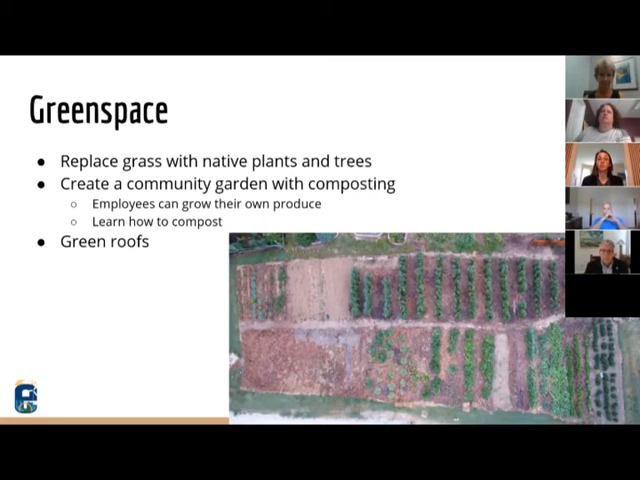 Greenspace
● Replace grass with native plants and trees
● Create a community garden with composting
○ Employees can grow their own produce
○ Learn how to compost
● Green roofs